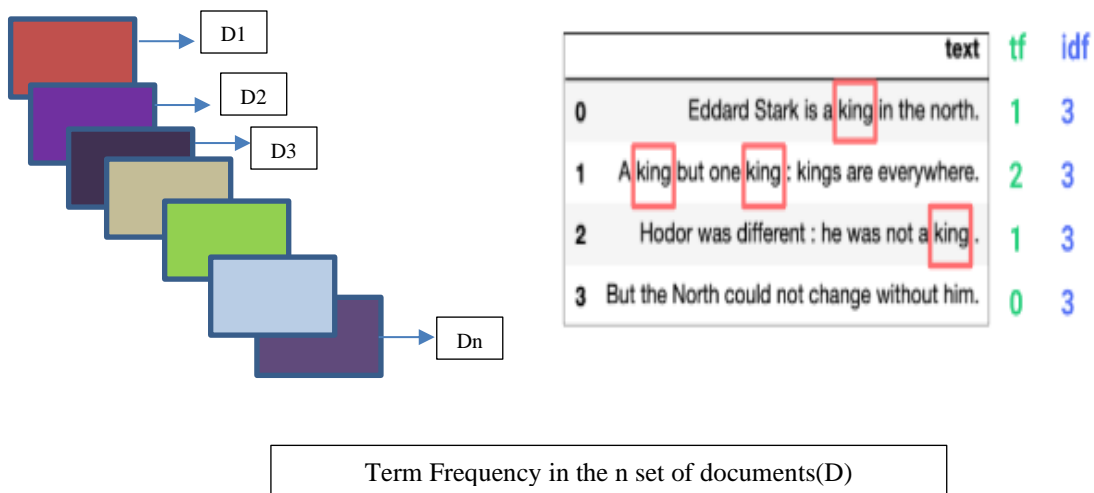 D1
D2
D3
Dn
text tf idf
0 Eddard Stark is a king in the north. 1 3
1 A king but one king : kings are everywhere. 2 3
2 Hodor was different : he was not a king . 1 3
3 But the North could not change without him. 0 3
Term Frequency in the n set of documents(D)